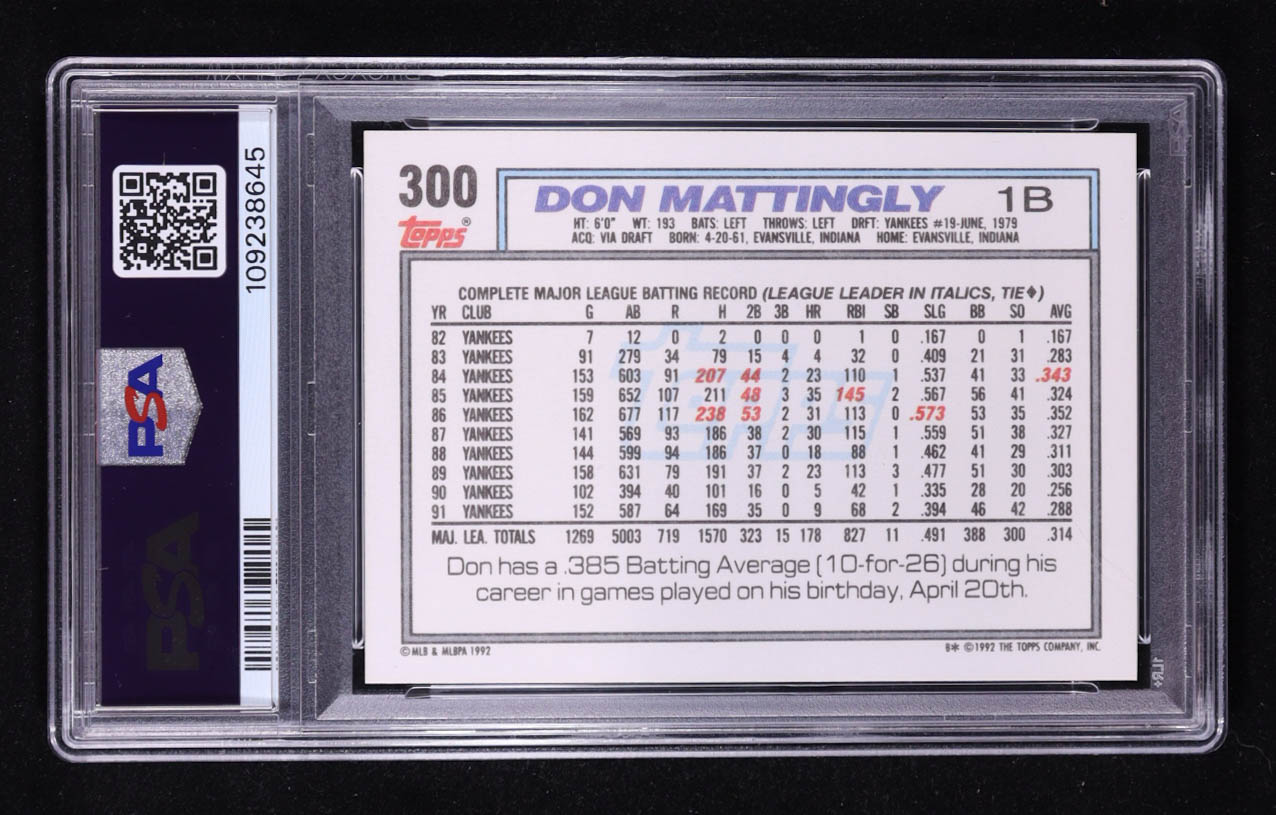 109238645
PSA
PSA
300
Topps®
DON MATTINGLY 1B
HT: 6'0" WT: 193 BATS: LEFT THROWS: LEFT DRFT: YANKEES #19-JUNE, 1979
ACQ: VIA DRAFT BORN: 4-20-61, EVANSVILLE, INDIANA HOME: EVANSVILLE, INDIANA
COMPLETE MAJOR LEAGUE BATTING RECORD (LEAGUE LEADER IN ITALICS, TIE♦)
YR CLUB G AB R H 2B 3B HR RBI SB SLG BB SO AVG
82 YANKEES 7 12 0 2 0 0 0 1 0 .167 0 1 .167
83 YANKEES 91 279 34 79 15 4 4 32 0 .409 21 31 .283
84 YANKEES 153 603 91 207 44 2 23 110 1 .537 41 33 .343
85 YANKEES 159 652 107 211 48 3 35 145 2 .567 56 41 .324
86 YANKEES 162 677 117 238 53 2 31 113 0 .573 53 35 .352
87 YANKEES 141 569 93 186 38 2 30 115 1 .559 51 38 .327
88 YANKEES 144 599 94 186 37 0 18 88 1 .462 41 29 .311
89 YANKEES 158 631 79 191 37 2 23 113 3 .477 51 30 .303
90 YANKEES 102 394 40 101 16 0 5 42 1 .335 28 20 .256
91 YANKEES 152 587 64 169 35 0 9 68 2 .394 46 42 .288
MAJ. LEA. TOTALS 1269 5003 719 1570 323 15 178 827 11 .491 388 300 .314
Don has a .385 Batting Average (10-for-26) during his
career in games played on his birthday, April 20th.
©MLB & MLBPA 1992
B* ©1992 THE TOPPS COMPANY, INC.
PSA
1LR+